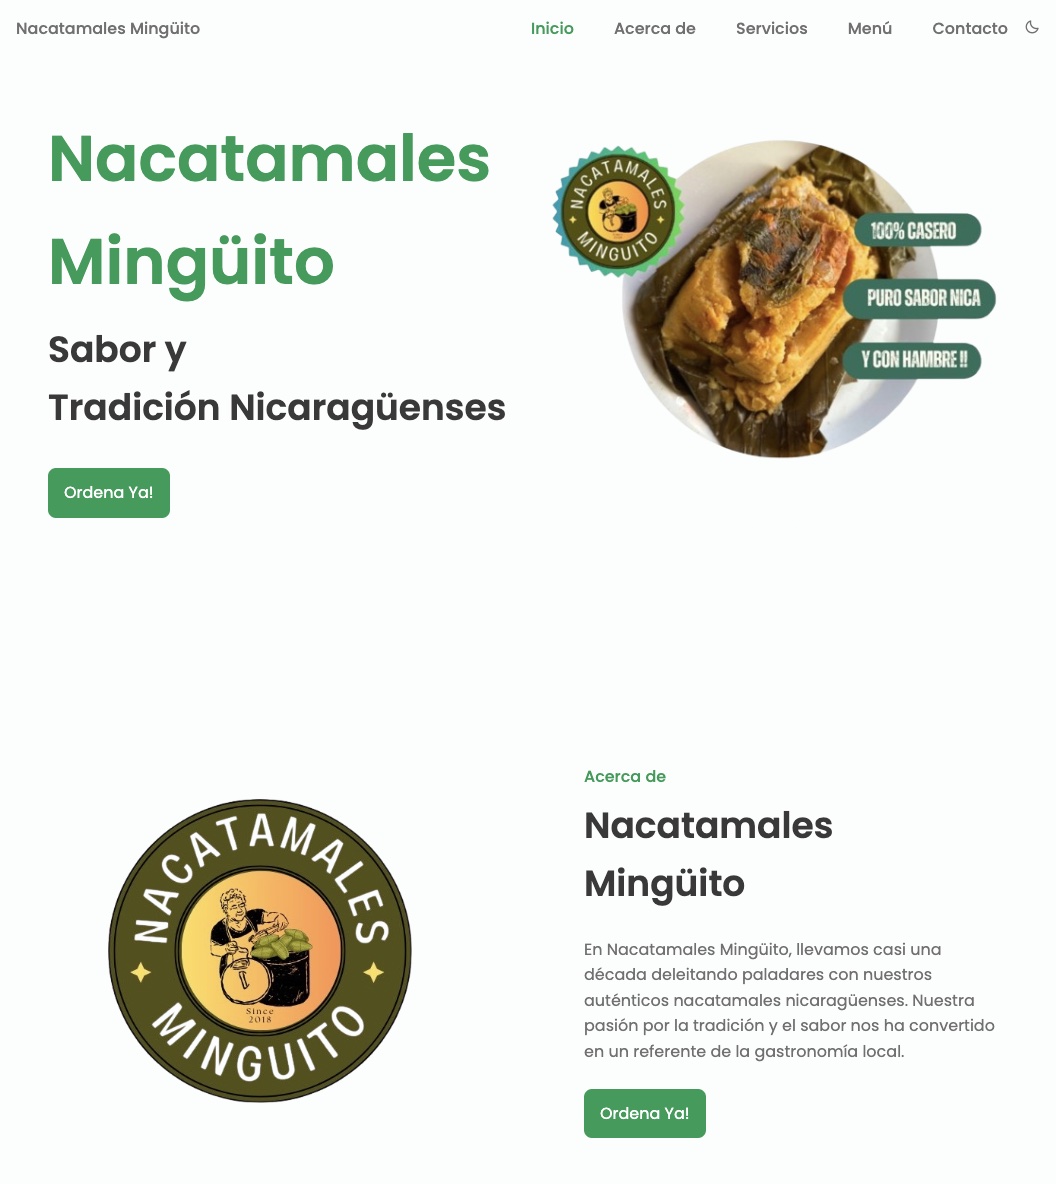 Nacatamales Mingüito
Inicio
Acerca de
Servicios
Menú
Contacto
Nacatamales
Mingüito
Sabor y
Tradición Nicaragüenses
Ordena Ya!
NACATAMALES
MINGUITO
100% CASERO
PURO SABOR NICA
Y CON HAMBRE !!
NACATAMALES
Since
2018
MINGUITO
Acerca de
Nacatamales
Mingüito
En Nacatamales Mingüito, llevamos casi una
década deleitando paladares con nuestros
auténticos nacatamales nicaragüenses. Nuestra
pasión por la tradición y el sabor nos ha convertido
en un referente de la gastronomía local.
Ordena Ya!